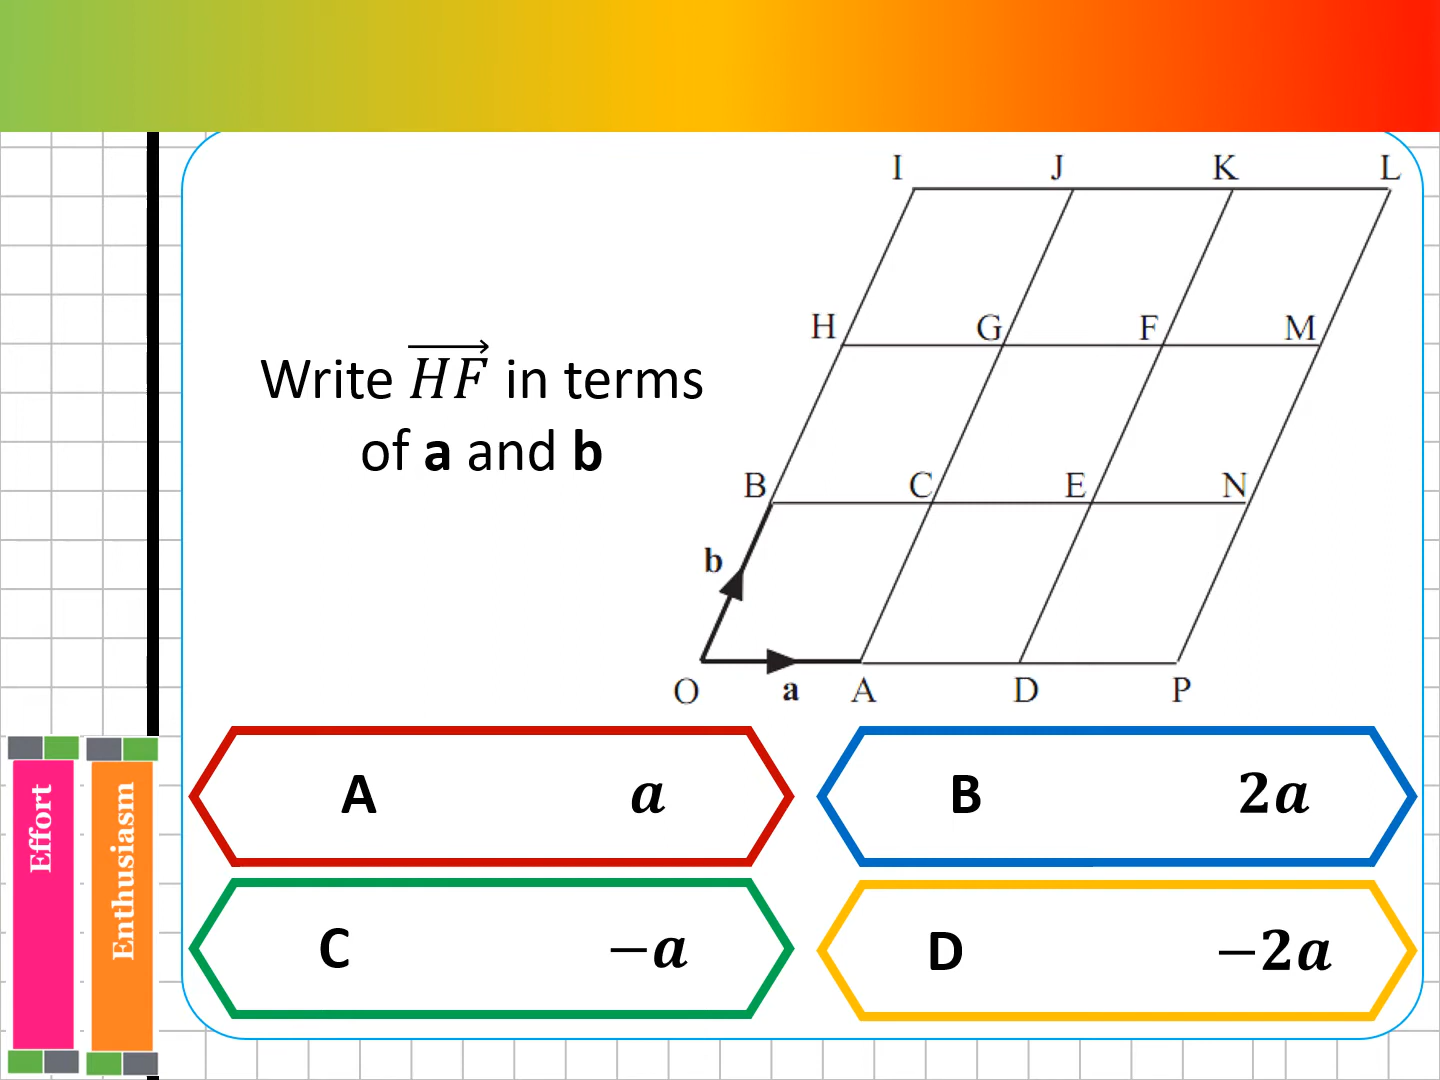 I J K L
H G F M
Write $\overrightarrow{HF}$ in terms
of **a** and **b**
B C E N
b
O a A D P
A a
B 2a
C −a
D −2a
Effort
Enthusiasm